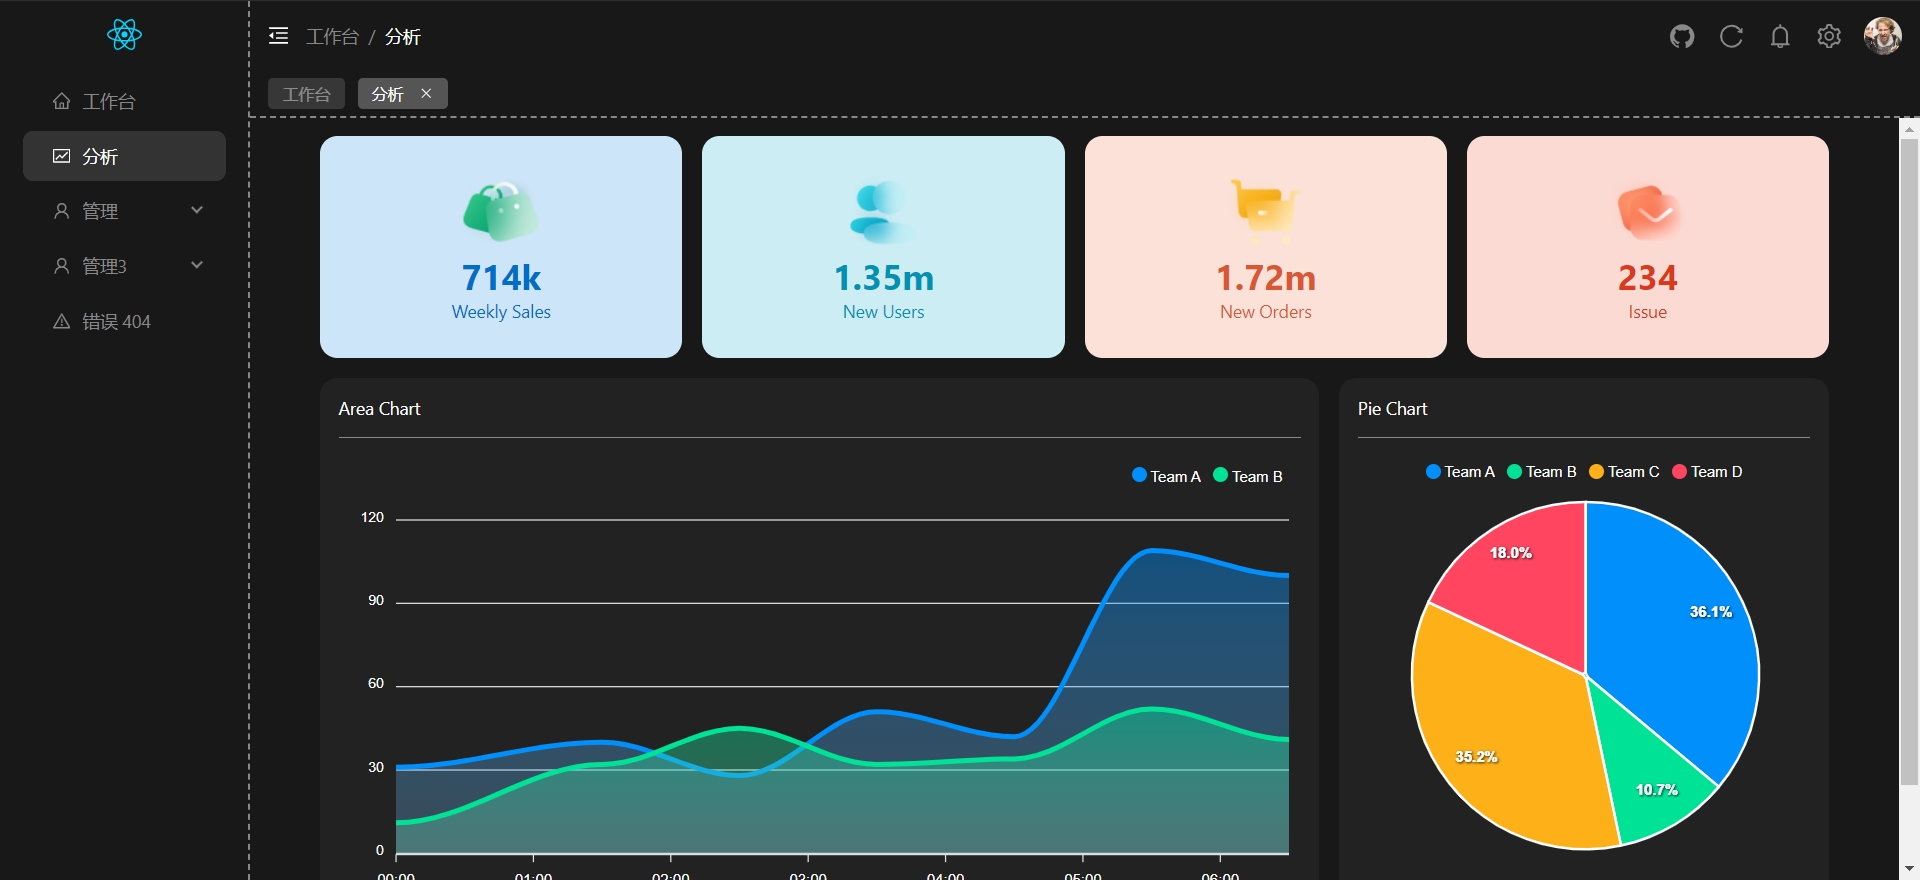 工作台 / 分析
工作台
分析
管理
管理3
错误 404
工作台
分析
714k
Weekly Sales
1.35m
New Users
1.72m
New Orders
234
Issue
Area Chart
Team A
Team B
120
90
60
30
0
00:00 01:00 02:00 03:00 04:00 05:00 06:00
Pie Chart
Team A
Team B
Team C
Team D
18.0%
36.1%
35.2%
10.7%